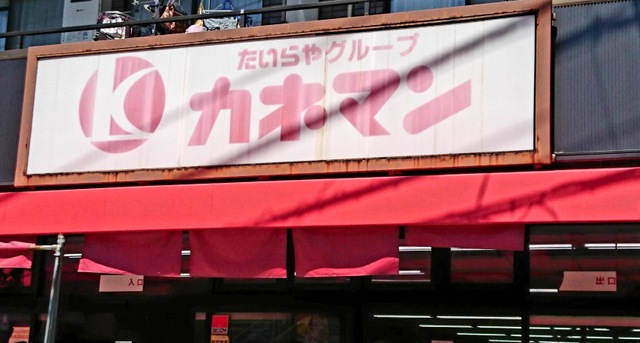 たいらやグループ
K カネマン
入口
出口